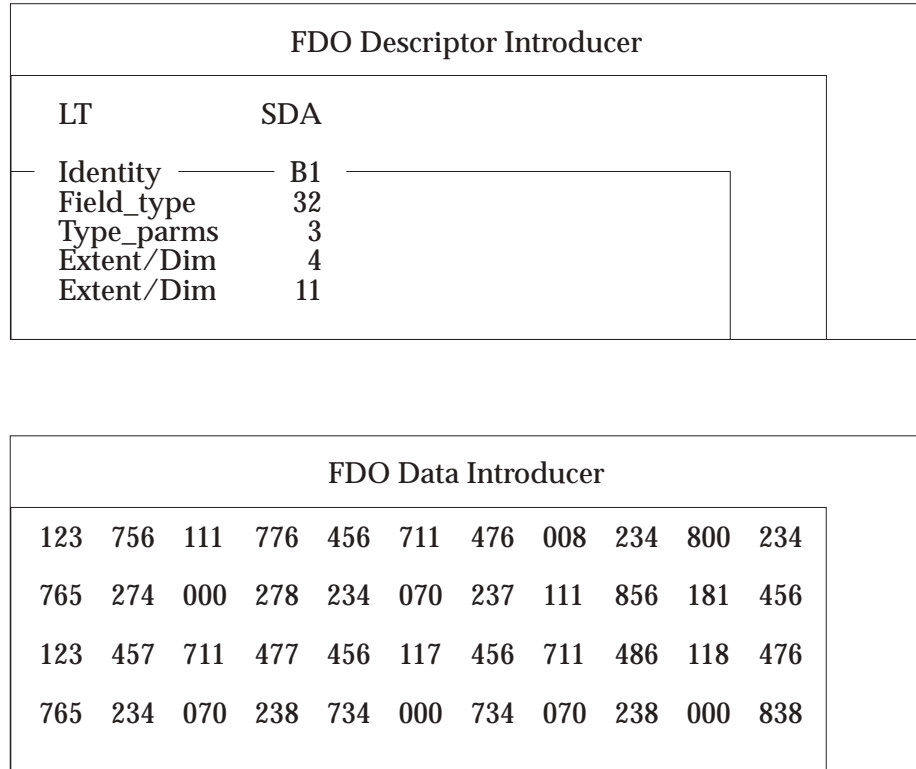 FDO Descriptor Introducer
LT SDA
Identity B1
Field_type 32
Type_parms 3
Extent/Dim 4
Extent/Dim 11
FDO Data Introducer
123 756 111 776 456 711 476 008 234 800 234
765 274 000 278 234 070 237 111 856 181 456
123 457 711 477 456 117 456 711 486 118 476
765 234 070 238 734 000 734 070 238 000 838